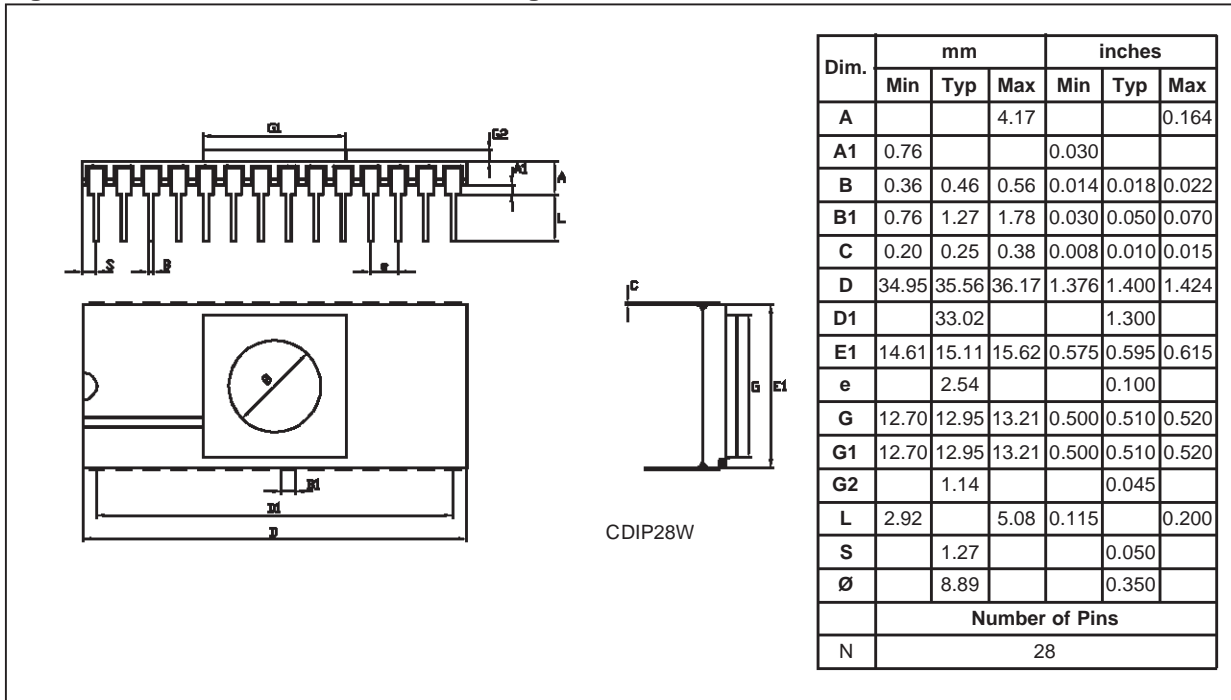 Dim. mm inches
Min Typ Max Min Typ Max
A 4.17 0.164
A1 0.76 0.030
B 0.36 0.46 0.56 0.014 0.018 0.022
B1 0.76 1.27 1.78 0.030 0.050 0.070
C 0.20 0.25 0.38 0.008 0.010 0.015
D 34.95 35.56 36.17 1.376 1.400 1.424
D1 33.02 1.300
E1 14.61 15.11 15.62 0.575 0.595 0.615
e 2.54 0.100
G 12.70 12.95 13.21 0.500 0.510 0.520
G1 12.70 12.95 13.21 0.500 0.510 0.520
G2 1.14 0.045
L 2.92 5.08 0.115 0.200
S 1.27 0.050
Ø 8.89 0.350
Number of Pins
N 28
G1
G2
A1
A
L
S
B
e
C
G
E1
B1
D1
D
CDIP28W